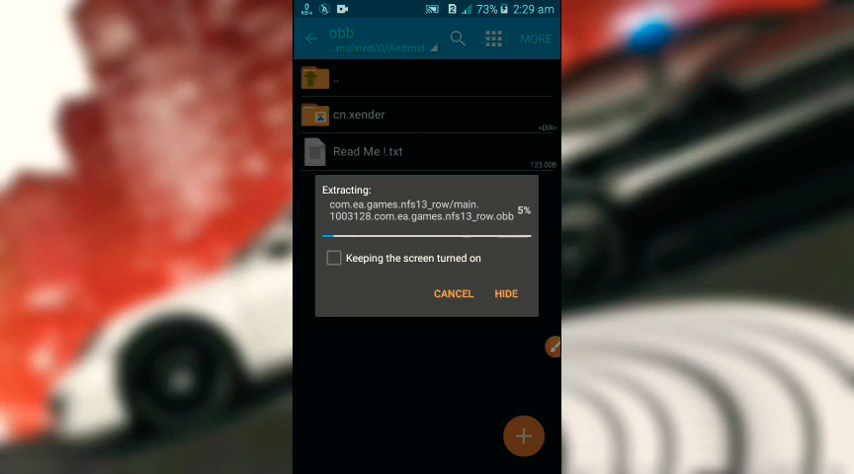 73% 2:29 am
obb
...mulated/0/Android
MORE
..
cn.xender
<DIR>
Read Me !.txt
123.00B
Extracting:
com.ea.games.nfs13_row/main.
1003128.com.ea.games.nfs13_row.obb
5%
Keeping the screen turned on
CANCEL HIDE